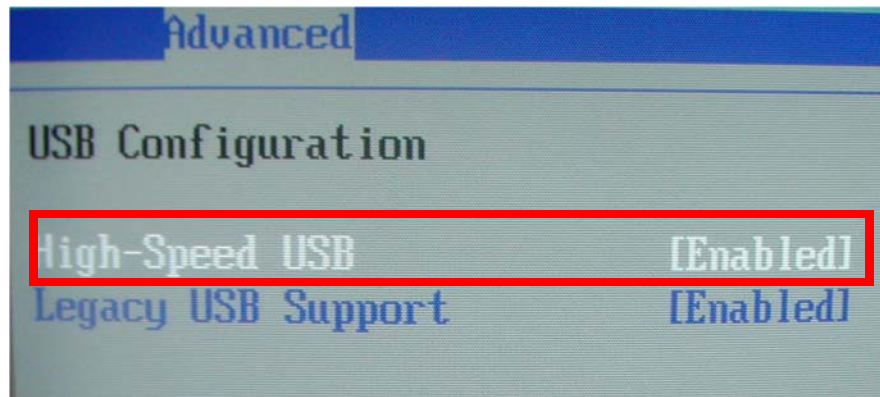 Advanced
USB Configuration
High-Speed USB [Enabled]
Legacy USB Support [Enabled]